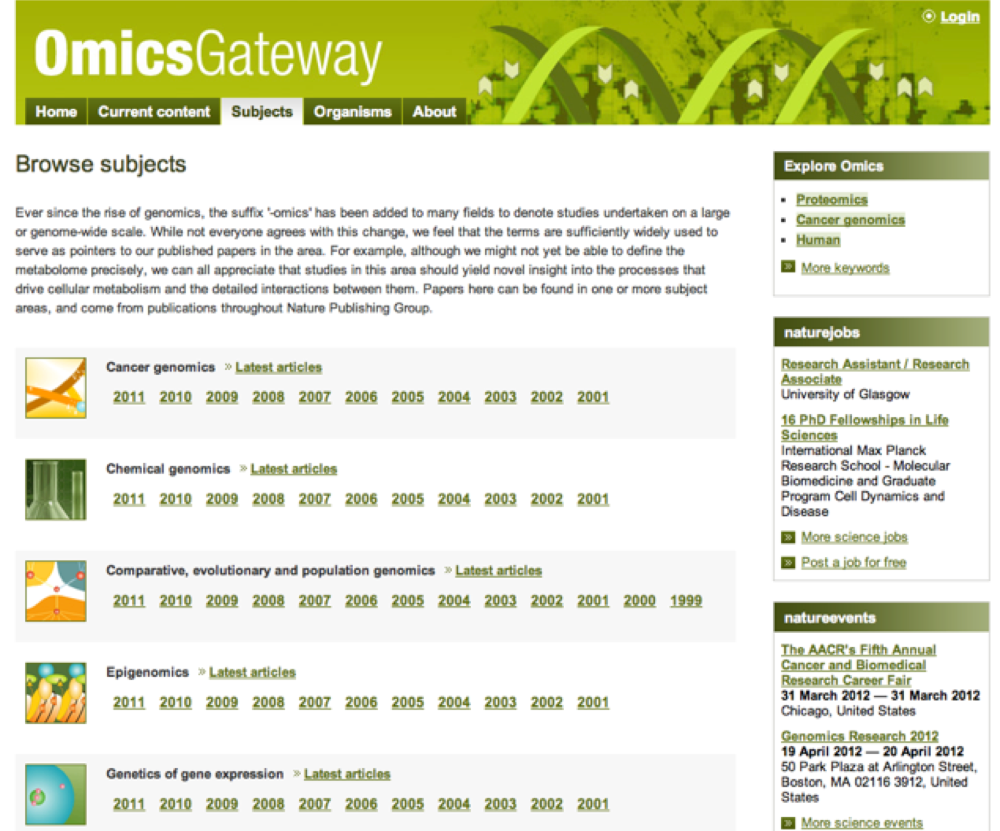 Login
OmicsGateway
Home Current content Subjects Organisms About
Browse subjects
Ever since the rise of genomics, the suffix '-omics' has been added to many fields to denote studies undertaken on a large
or genome-wide scale. While not everyone agrees with this change, we feel that the terms are sufficiently widely used to
serve as pointers to our published papers in the area. For example, although we might not yet be able to define the
metabolome precisely, we can all appreciate that studies in this area should yield novel insight into the processes that
drive cellular metabolism and the detailed interactions between them. Papers here can be found in one or more subject
areas, and come from publications throughout Nature Publishing Group.
Cancer genomics » Latest articles
2011 2010 2009 2008 2007 2006 2005 2004 2003 2002 2001
Chemical genomics » Latest articles
2011 2010 2009 2008 2007 2006 2005 2004 2003 2002 2001
Comparative, evolutionary and population genomics » Latest articles
2011 2010 2009 2008 2007 2006 2005 2004 2003 2002 2001 2000 1999
Epigenomics » Latest articles
2011 2010 2009 2008 2007 2006 2005 2004 2003 2002 2001
Genetics of gene expression » Latest articles
2011 2010 2009 2008 2007 2006 2005 2004 2003 2002 2001
Explore Omics
Proteomics
Cancer genomics
Human
» More keywords
naturejobs
Research Assistant / Research
Associate
University of Glasgow
16 PhD Fellowships in Life
Sciences
International Max Planck
Research School - Molecular
Biomedicine and Graduate
Program Cell Dynamics and
Disease
» More science jobs
» Post a job for free
natureevents
The AACR's Fifth Annual
Cancer and Biomedical
Research Career Fair
31 March 2012 — 31 March 2012
Chicago, United States
Genomics Research 2012
19 April 2012 — 20 April 2012
50 Park Plaza at Arlington Street,
Boston, MA 02116 3912, United
States
» More science events